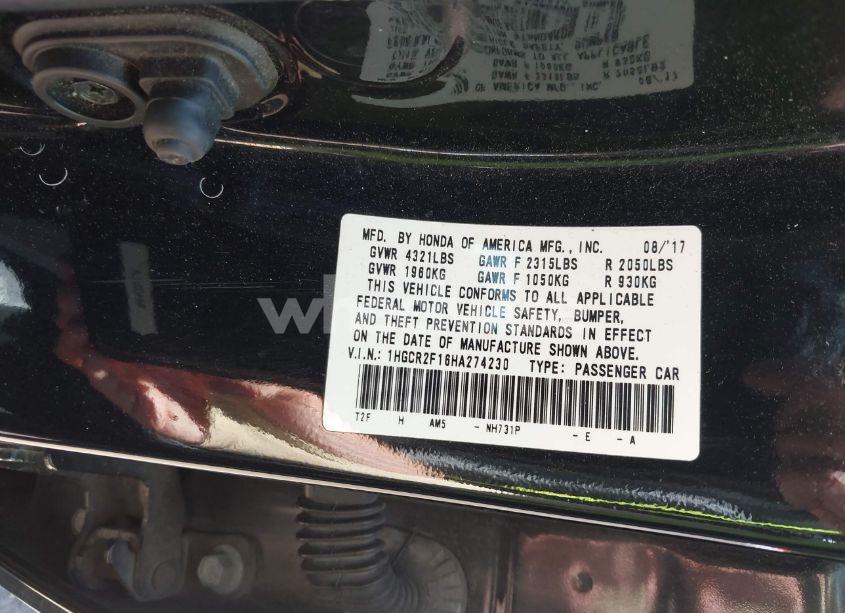 MFD. BY HONDA OF AMERICA MFG., INC. 08/'17
GVWR 4321LBS GAWR F 2315LBS R 2050LBS
GVWR 1960KG GAWR F 1050KG R 930KG
THIS VEHICLE CONFORMS TO ALL APPLICABLE
FEDERAL MOTOR VEHICLE SAFETY, BUMPER,
AND THEFT PREVENTION STANDARDS IN EFFECT
ON THE DATE OF MANUFACTURE SHOWN ABOVE.
V.I.N.: 1HGCR2F16HA274230 TYPE: PASSENGER CAR
T2F H AM5 - NH731P - E - A